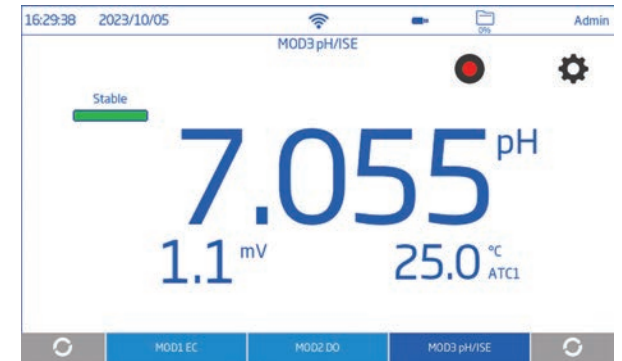 16:29:38 2023/10/05 0% Admin
MOD3 pH/ISE
Stable
7.055 pH
1.1 mV 25.0 °C ATC1
MOD1 EC MOD2 DO MOD3 pH/ISE